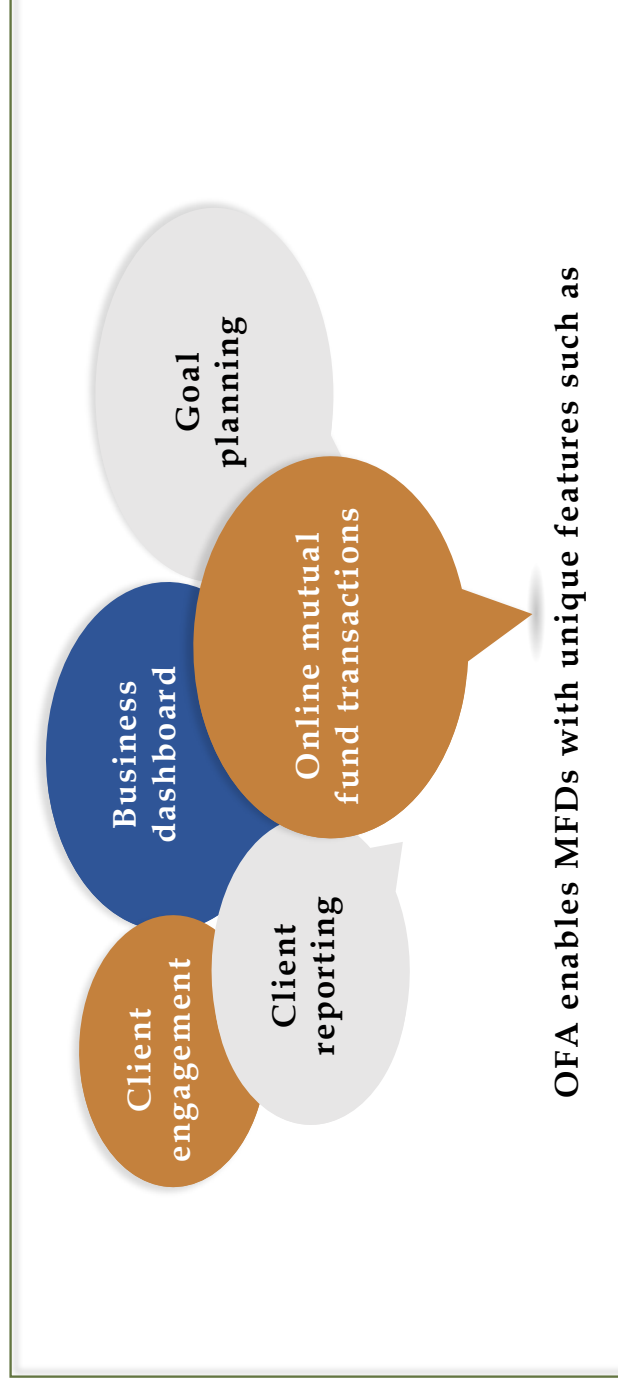 Client
engagement
Business
dashboard
Goal
planning
Client
reporting
Online mutual
fund transactions
OFA enables MFDs with unique features such as